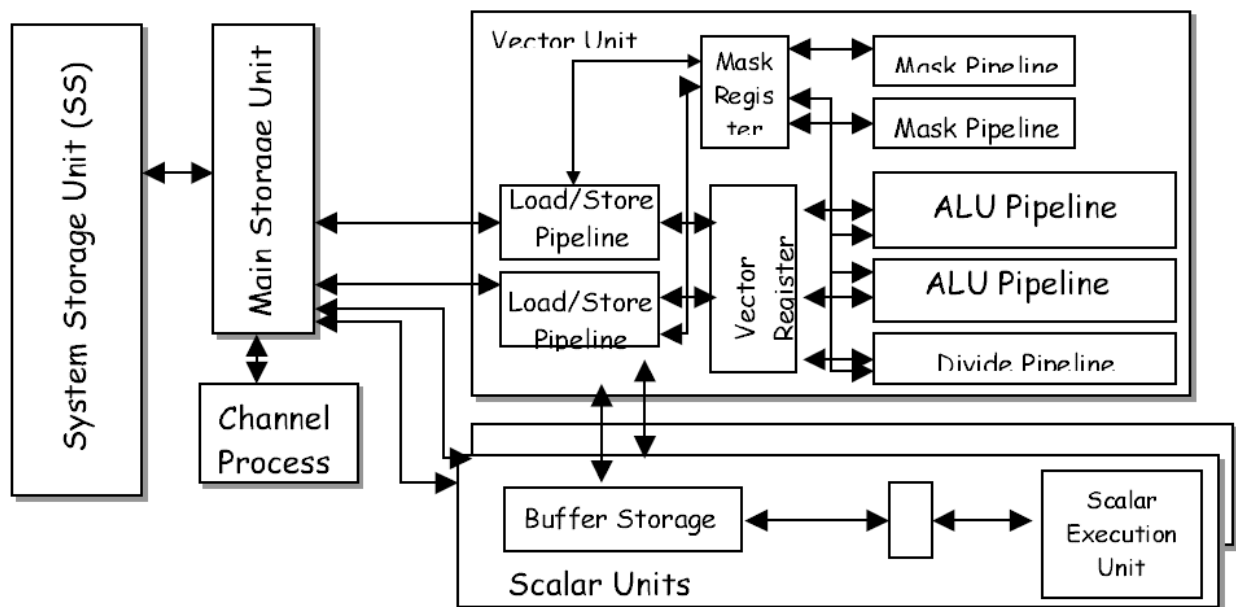 System Storage Unit (SS)
Main Storage Unit
Channel
Process
Vector Unit
Mask
Regis
ter
Mask Pipeline
Mask Pipeline
Load/Store
Pipeline
Load/Store
Pipeline
Vector
Register
ALU Pipeline
ALU Pipeline
Divide Pipeline
Buffer Storage
Scalar
Execution
Unit
Scalar Units